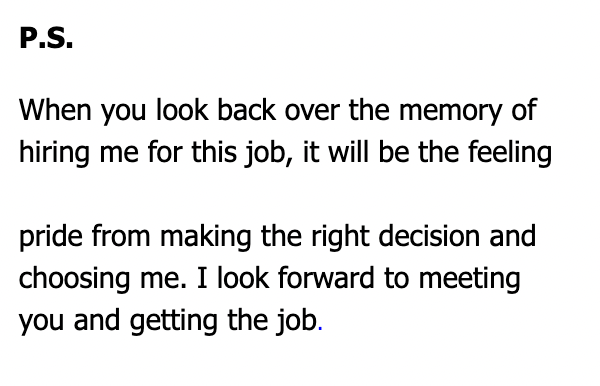 P.S.
When you look back over the memory of
hiring me for this job, it will be the feeling
pride from making the right decision and
choosing me. I look forward to meeting
you and getting the job.